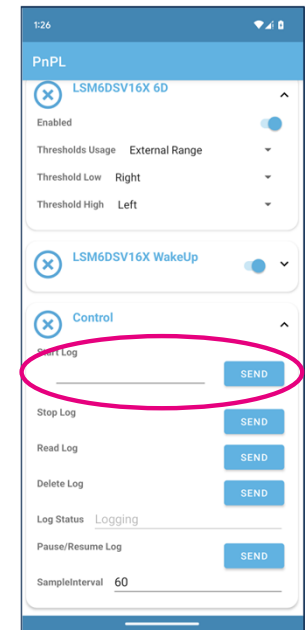 1:26
PnPL
LSM6DSV16X 6D
Enabled
Thresholds Usage External Range
Threshold Low Right
Threshold High Left
LSM6DSV16X WakeUp
Control
Start Log
SEND
Stop Log
SEND
Read Log
SEND
Delete Log
SEND
Log Status Logging
Pause/Resume Log
SEND
SampleInterval 60